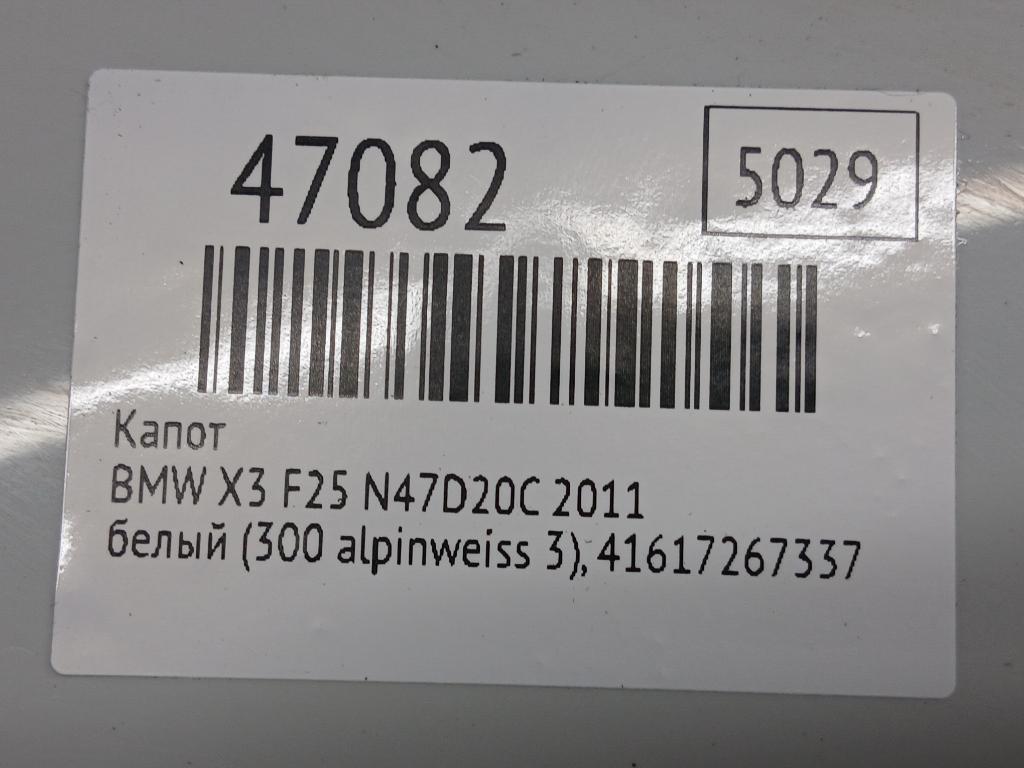 47082
5029
Капот
BMW X3 F25 N47D20C 2011
белый (300 alpinweiss 3), 41617267337